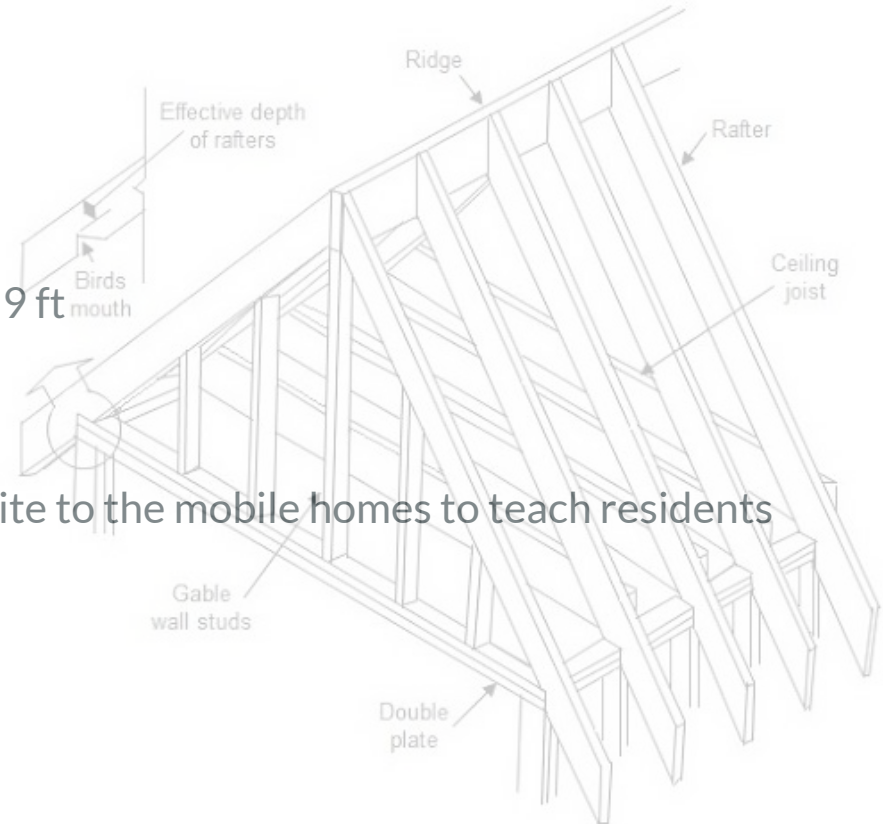 Ridge
Effective depth
of rafters
Rafter
Ceiling
joist
Birds
mouth
9 ft
ite to the mobile homes to teach residents
Gable
wall studs
Double
plate